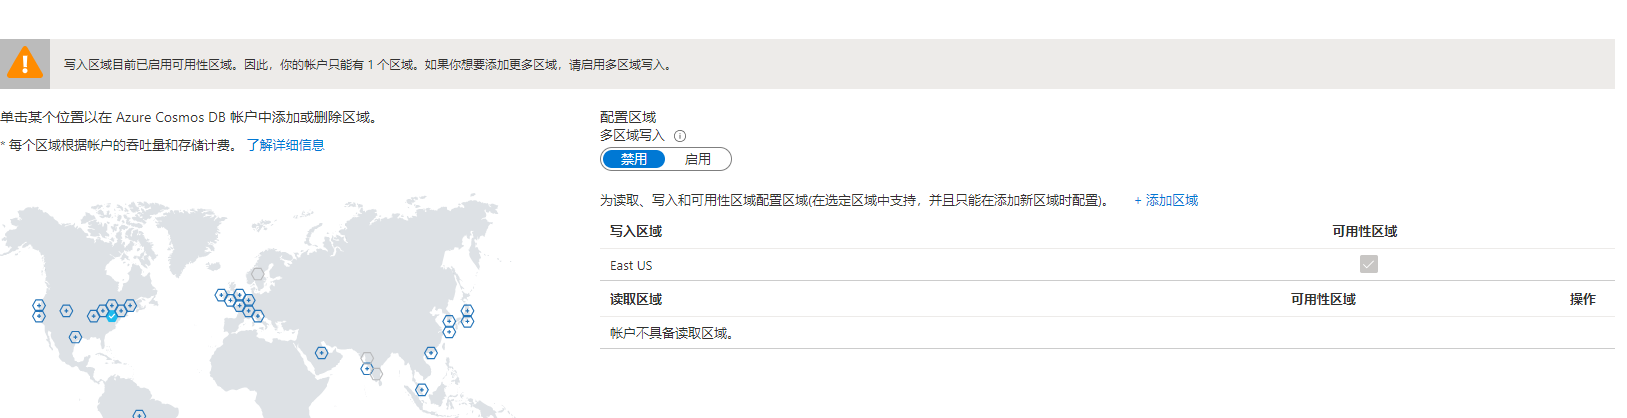 写入区域目前已启用可用性区域。因此，你的帐户只能有 1 个区域。如果你想要添加更多区域，请启用多区域写入。
单击某个位置以在 Azure Cosmos DB 帐户中添加或删除区域。
* 每个区域根据帐户的吞吐量和存储计费。 了解详细信息
配置区域
多区域写入
禁用 启用
为读取、写入和可用性区域配置区域(在选定区域中支持，并且只能在添加新区域时配置)。 + 添加区域
写入区域 可用性区域
East US
读取区域 可用性区域 操作
帐户不具备读取区域。